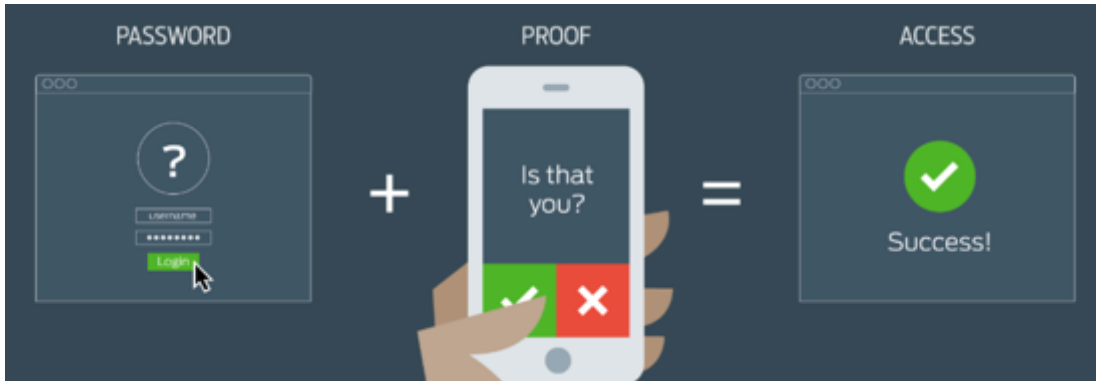 PASSWORD
PROOF
ACCESS
?
username
Login
+
Is that
you?
=
Success!